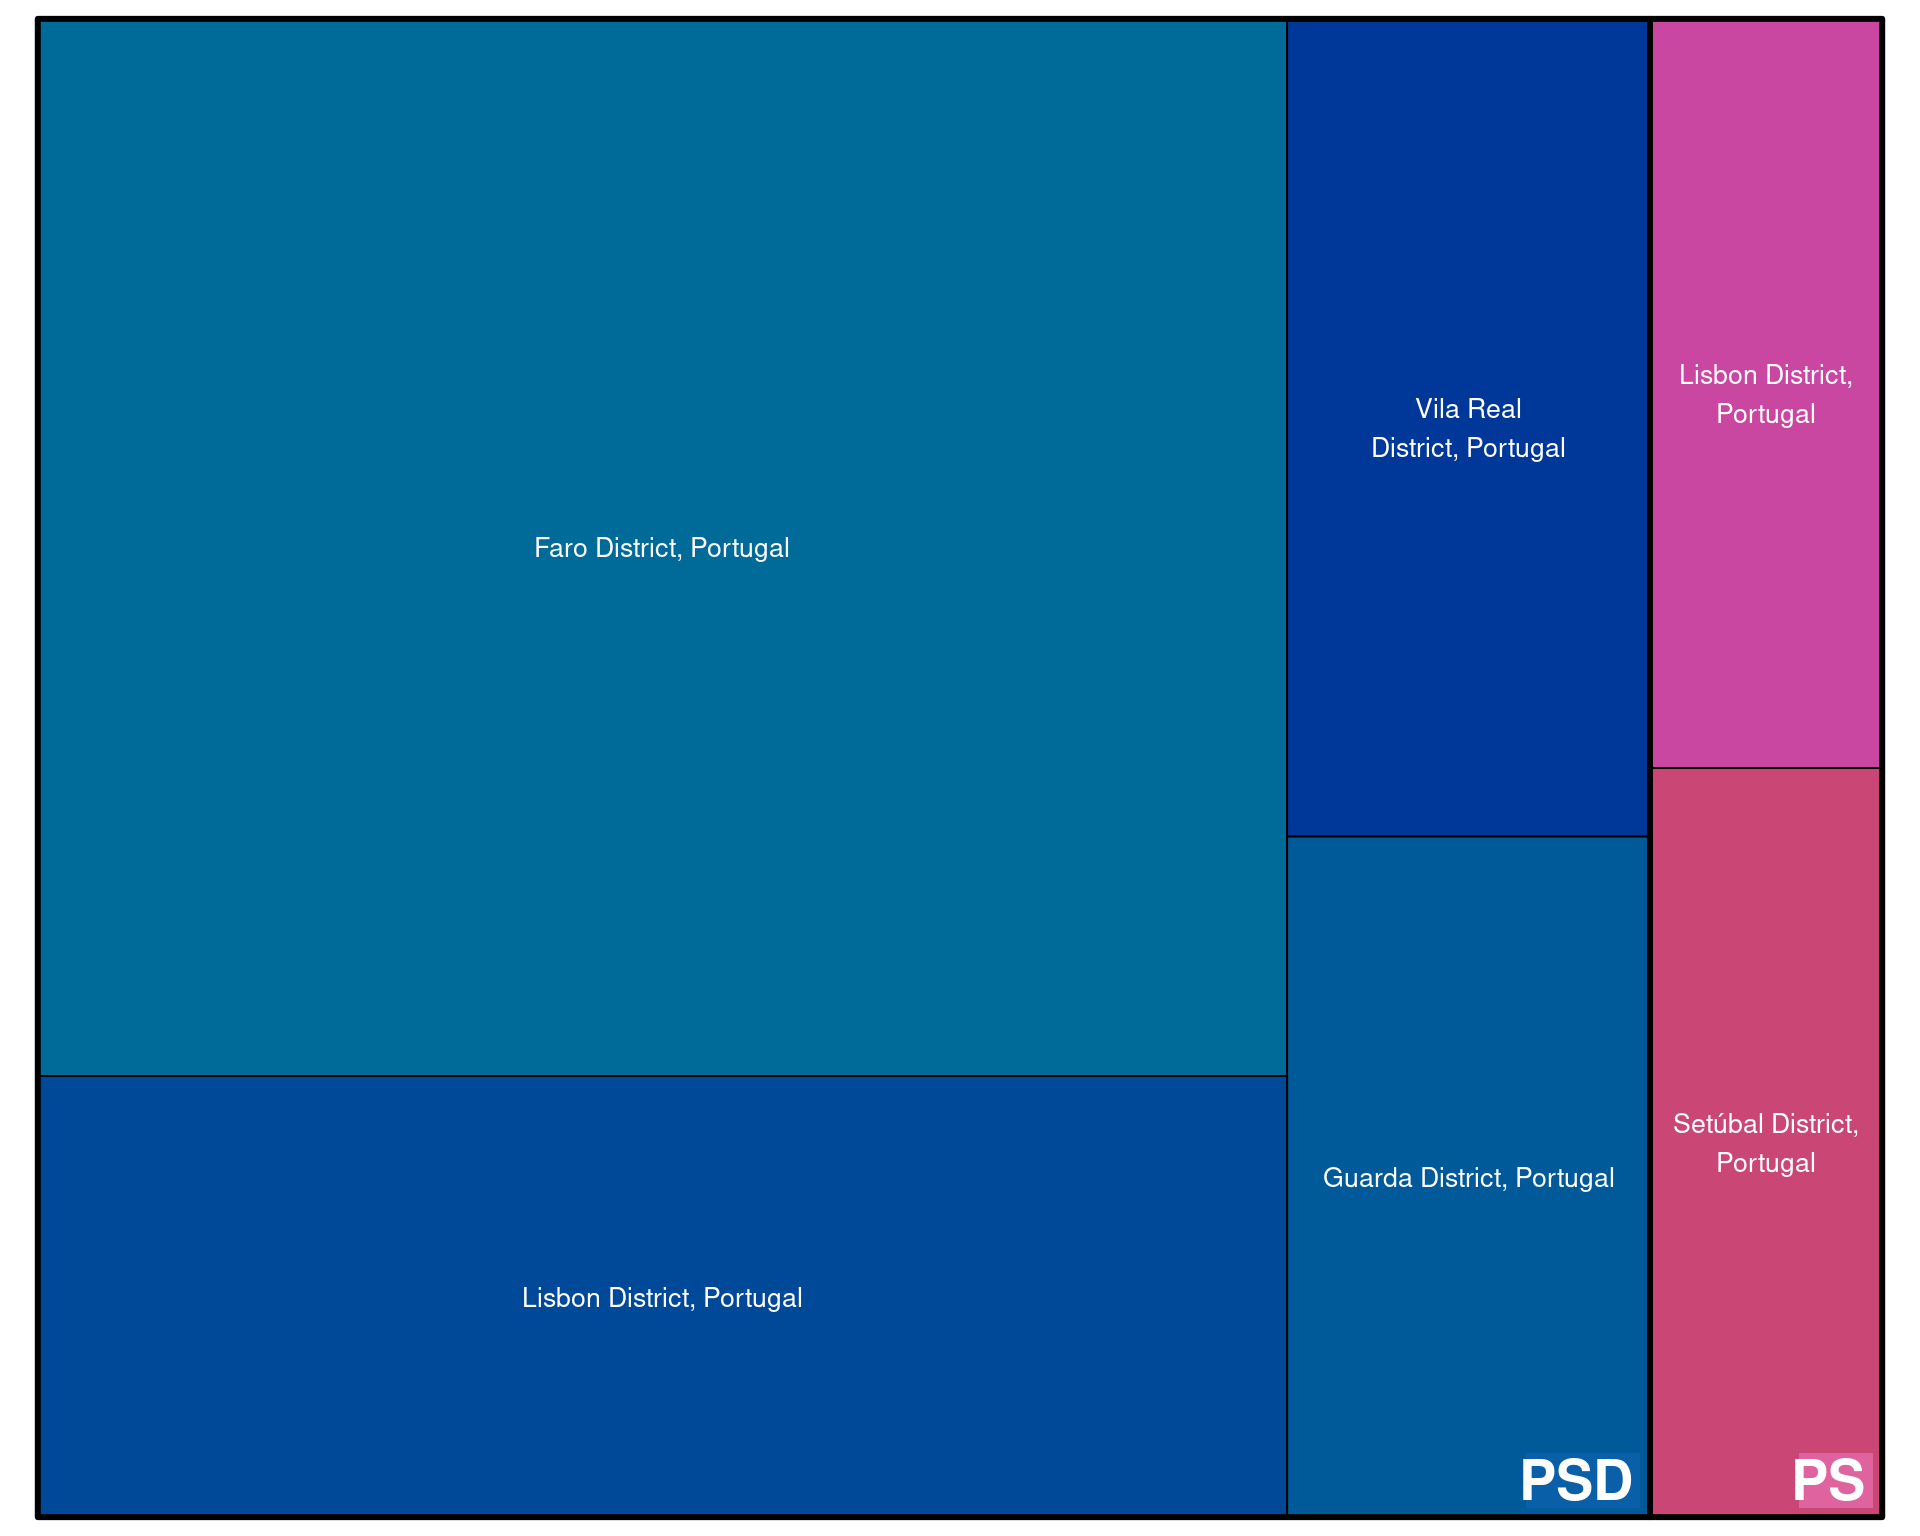 Faro District, Portugal
Lisbon District, Portugal
Vila Real
District, Portugal
Guarda District, Portugal
PSD
Lisbon District,
Portugal
Setúbal District,
Portugal
PS